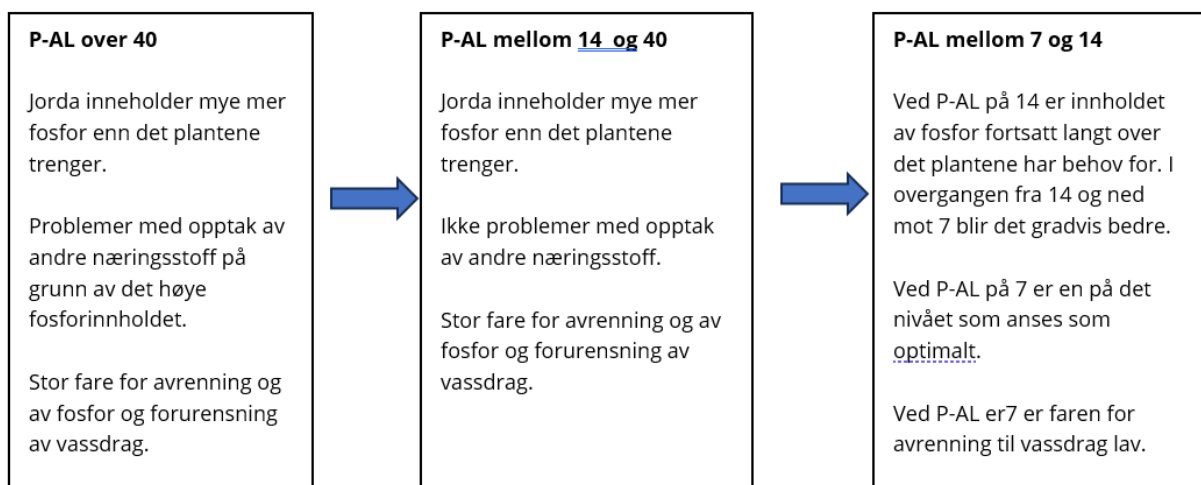 P-AL over 40
Jorda inneholder mye mer
fosfor enn det plantene
trenger.
Problemer med opptak av
andre næringsstoff på
grunn av det høye
fosforinnholdet.
Stor fare for avrenning og
av fosfor og forurensning
av vassdrag.
P-AL mellom 14  og 40
Jorda inneholder mye mer
fosfor enn det plantene
trenger.
Ikke problemer med opptak
av andre næringsstoff.
Stor fare for avrenning og av
fosfor og forurensning av
vassdrag.
P-AL mellom 7 og 14
Ved P-AL på 14 er innholdet
av fosfor fortsatt langt over
det plantene har behov for. I
overgangen fra 14 og ned
mot 7 blir det gradvis bedre.
Ved P-AL på 7 er en på det
nivået som anses som
optimalt.
Ved P-AL er7 er faren for
avrenning til vassdrag lav.